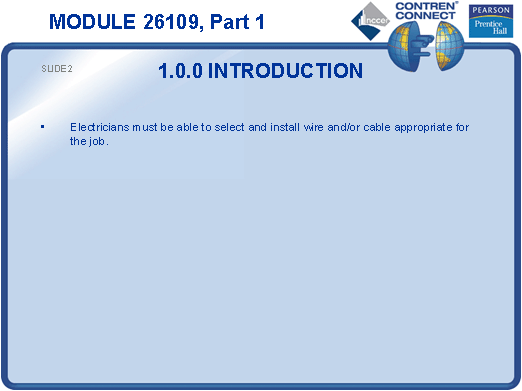 MODULE 26109, Part 1
nccer
CONTREN®
CONNECT
PEARSON
Prentice
Hall
SLIDE 2
1.0.0 INTRODUCTION
• Electricians must be able to select and install wire and/or cable appropriate for
the job.